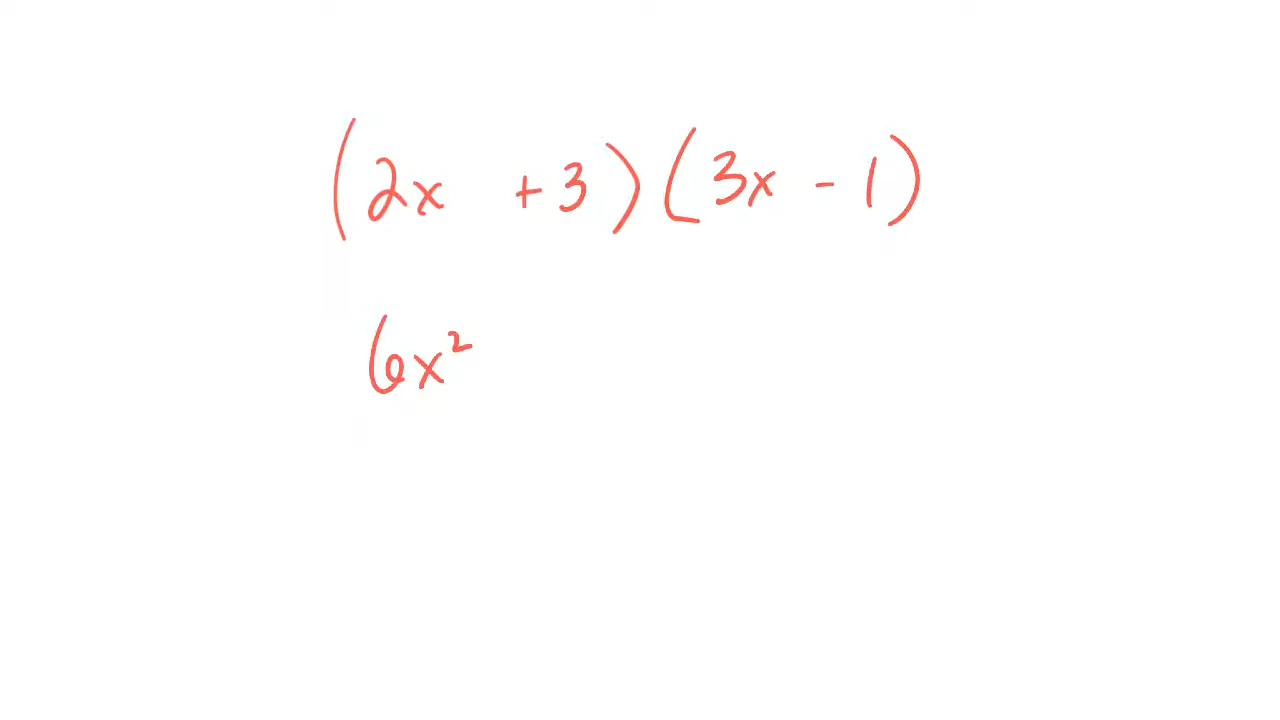 (2x +3)(3x - 1)
6x²